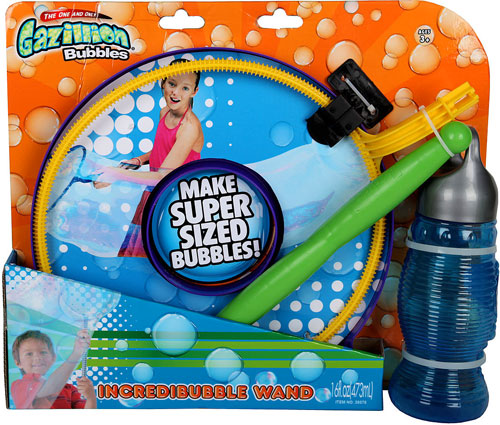 THE ONE AND ONLY
Gazillion
Bubbles
AGES
3+
MAKE
SUPER
SIZED
BUBBLES!
INCREDIBUBBLE WAND
16 fl oz (473mL)